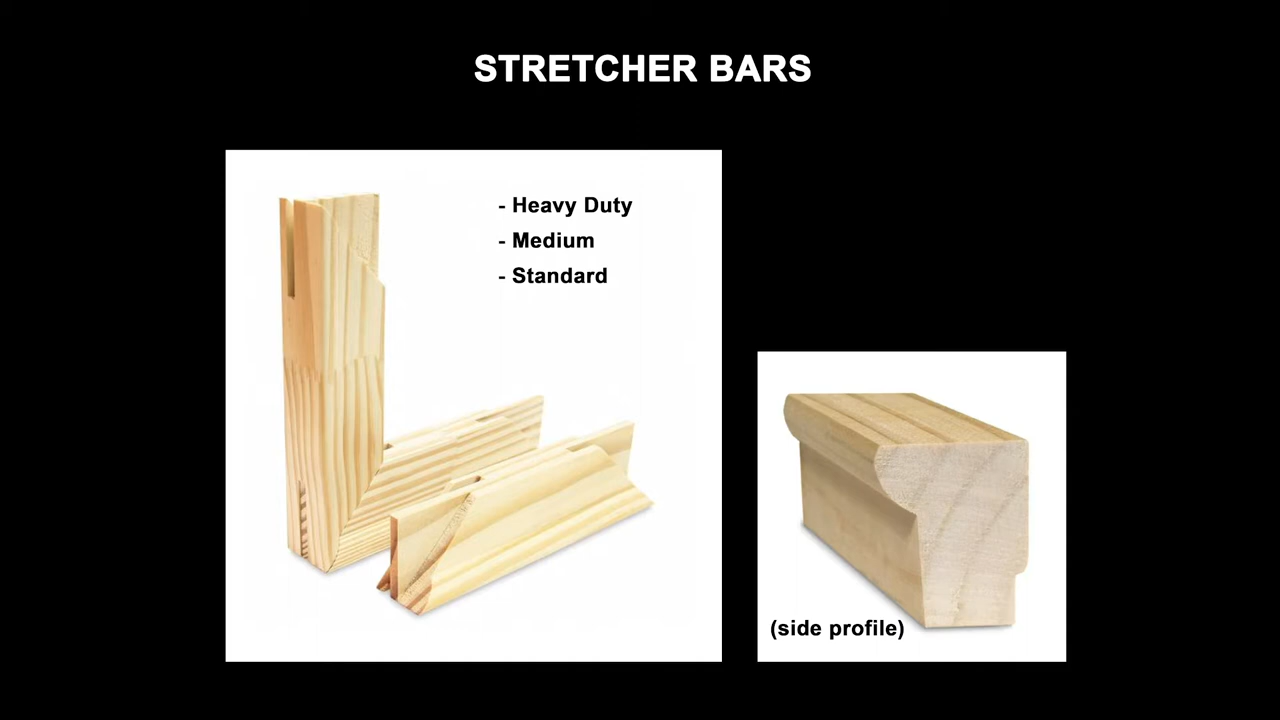 STRETCHER BARS
- Heavy Duty
- Medium
- Standard
(side profile)